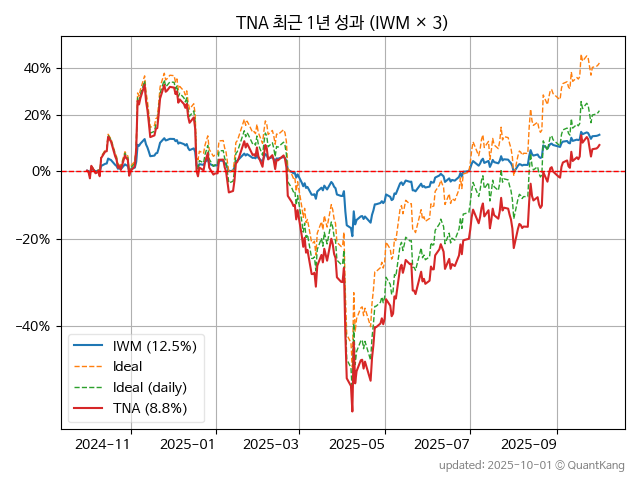 TNA 최근 1년 성과 (IWM × 3)
40%
20%
0%
−20%
−40%
IWM (12.5%)
Ideal
Ideal (daily)
TNA (8.8%)
2024-11
2025-01
2025-03
2025-05
2025-07
2025-09
updated: 2025-10-01 © QuantKang